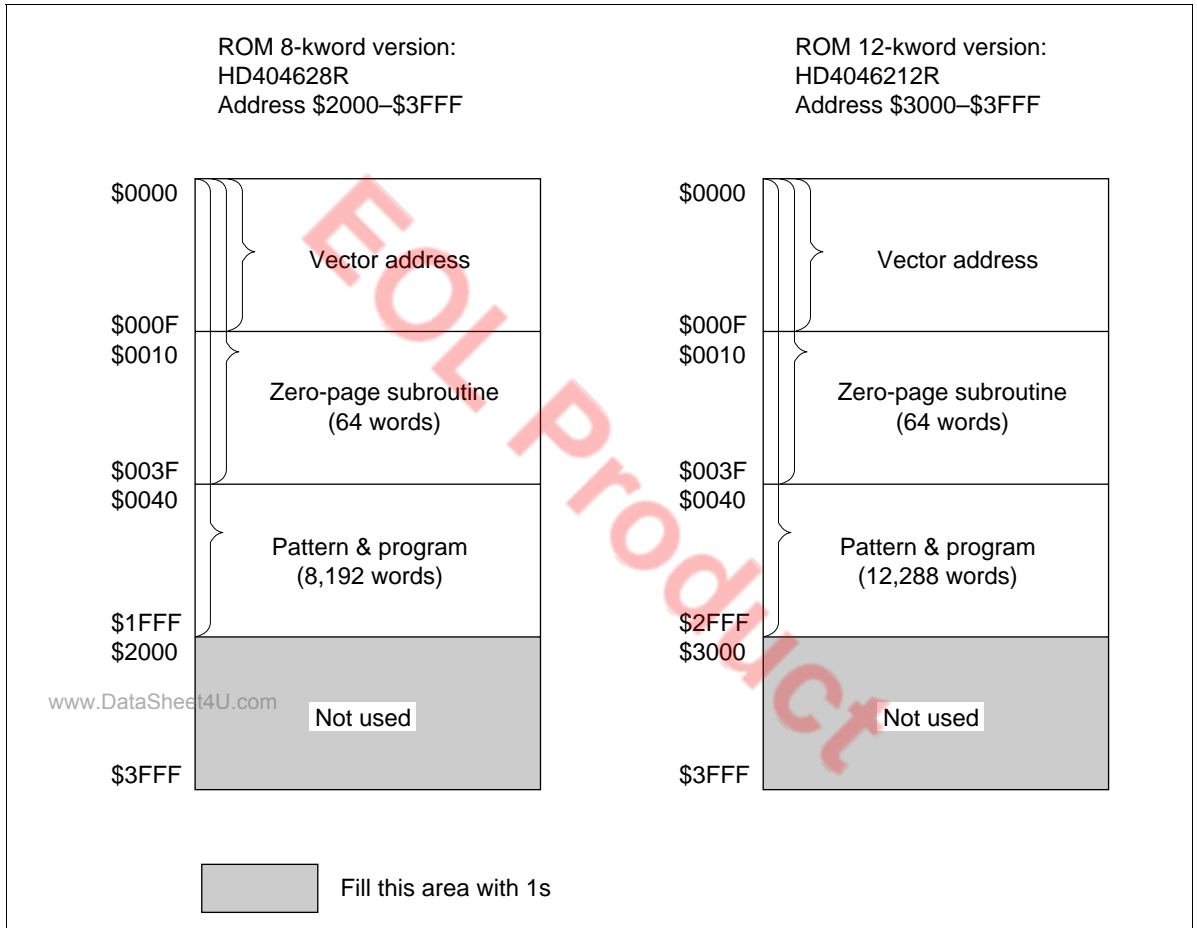 ROM 8-kword version:
HD404628R
Address $2000–$3FFF
$0000
Vector address
$000F
$0010
Zero-page subroutine
(64 words)
$003F
$0040
Pattern & program
(8,192 words)
$1FFF
$2000
Not used
$3FFF
ROM 12-kword version:
HD4046212R
Address $3000–$3FFF
$0000
Vector address
$000F
$0010
Zero-page subroutine
(64 words)
$003F
$0040
Pattern & program
(12,288 words)
$2FFF
$3000
Not used
$3FFF
Fill this area with 1s
EOL Product
www.DataSheet4U.com